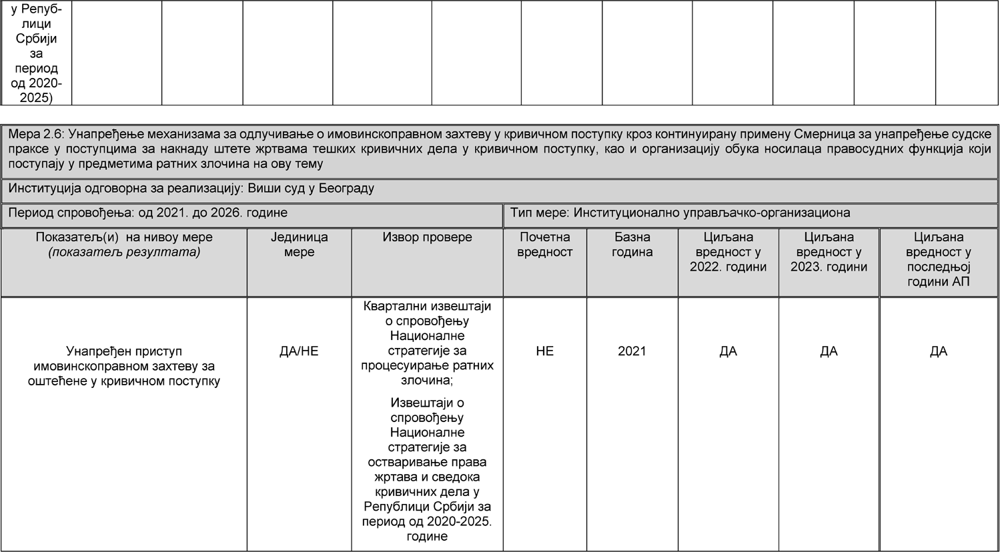 у Репуб-
лици
Србији
за
период
од 2020-
2025)
Мера 2.6: Унапређење механизама за одлучивање о имовинскоправном захтеву у кривичном поступку кроз континуирану примену Смерница за унапређење судске
праксе у поступцима за накнаду штете жртвама тешких кривичних дела у кривичном поступку, као и организацију обука носилаца правосудних функција који
поступају у предметима ратних злочина на ову тему
Институција одговорна за реализацију: Виши суд у Београду
Период спровођења: од 2021. до 2026. године
Тип мере: Институционално управљачко-организациона
Показатељ(и) на нивоу мере
(показатељ резултата)
Јединица
мере
Извор провере
Почетна
вредност
Базна
година
Циљана
вредност у
2022. години
Циљана
вредност у
2023. години
Циљана
вредност у
последњој
години АП
Унапређен приступ
имовинскоправном захтеву за
оштећене у кривичном поступку
ДА/НЕ
Квартални извештаји
о спровођењу
Националне
стратегије за
процесуирање ратних
злочина;
Извештаји о
спровођењу
Националне
стратегије за
остваривање права
жртава и сведока
кривичних дела у
Републици Србији за
период од 2020-2025.
године
НЕ
2021
ДА
ДА
ДА